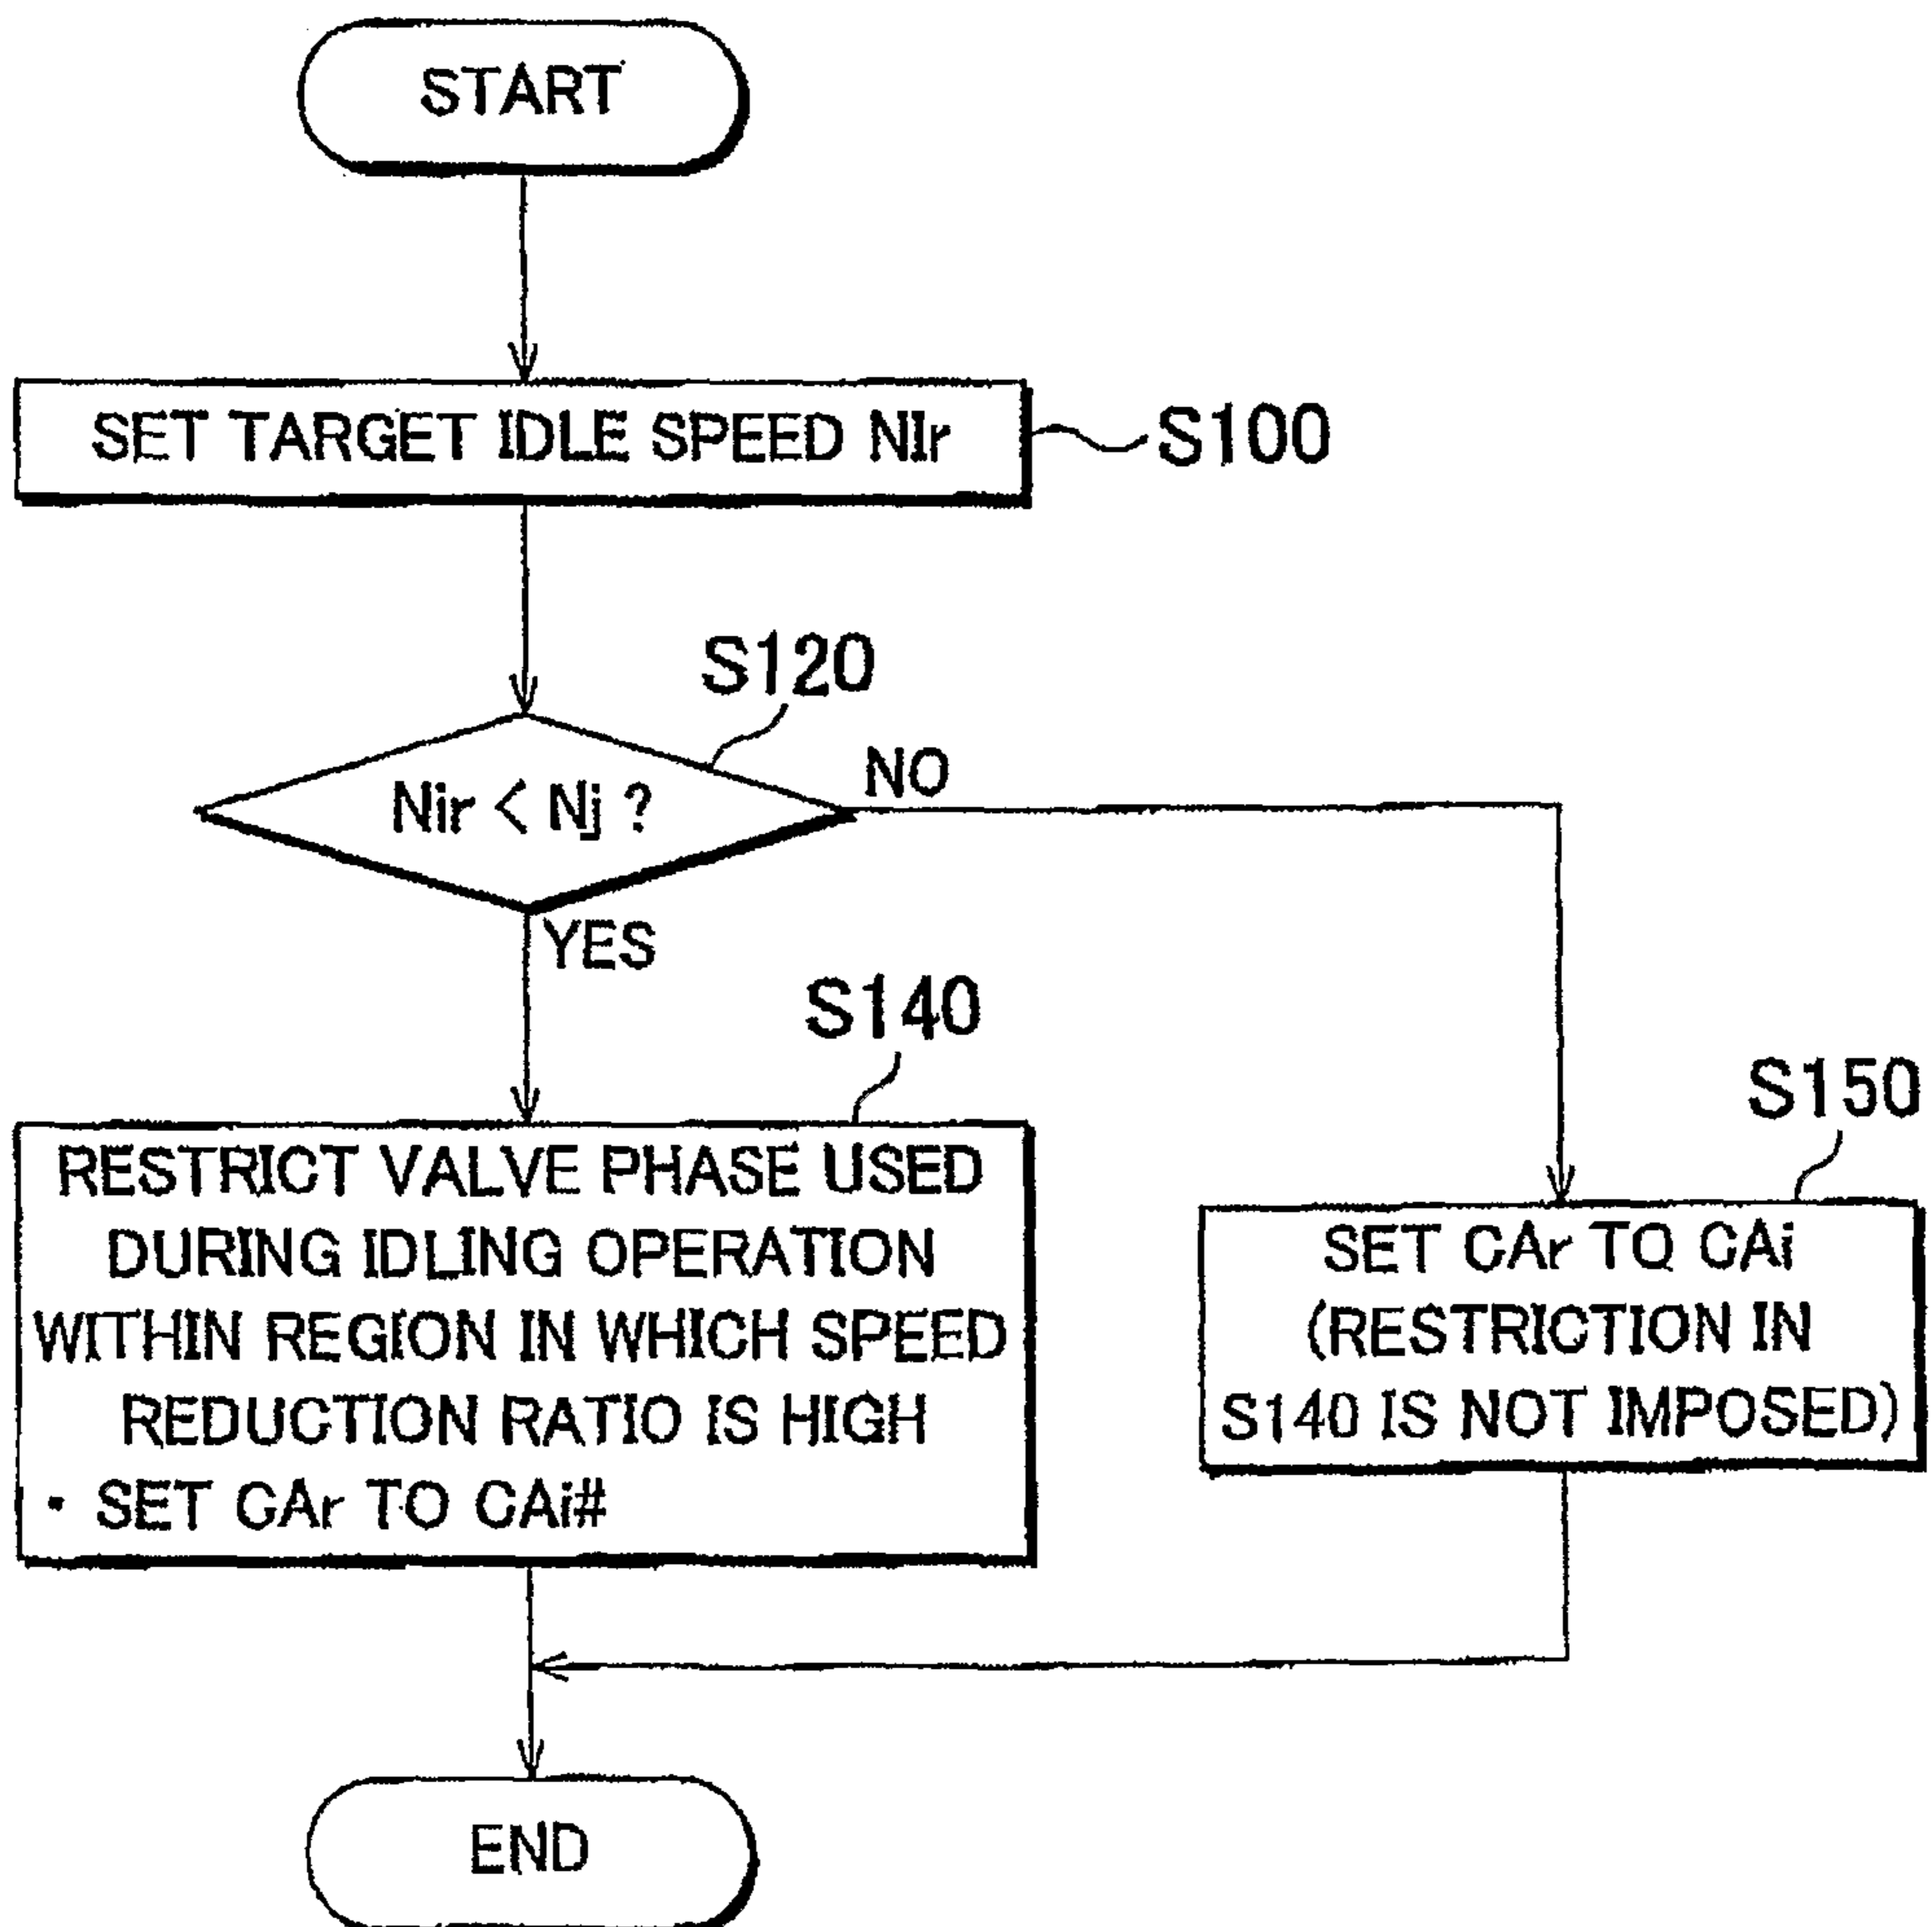 START
SET TARGET IDLE SPEED NIr
S100
S120
Nir < Nj ?
NO
YES
S140
RESTRICT VALVE PHASE USED
DURING IDLING OPERATION
WITHIN REGION IN WHICH SPEED
REDUCTION RATIO IS HIGH
・ SET CAr TO CAi#
S150
SET CAr TO CAi
(RESTRICTION IN
S140 IS NOT IMPOSED)
END